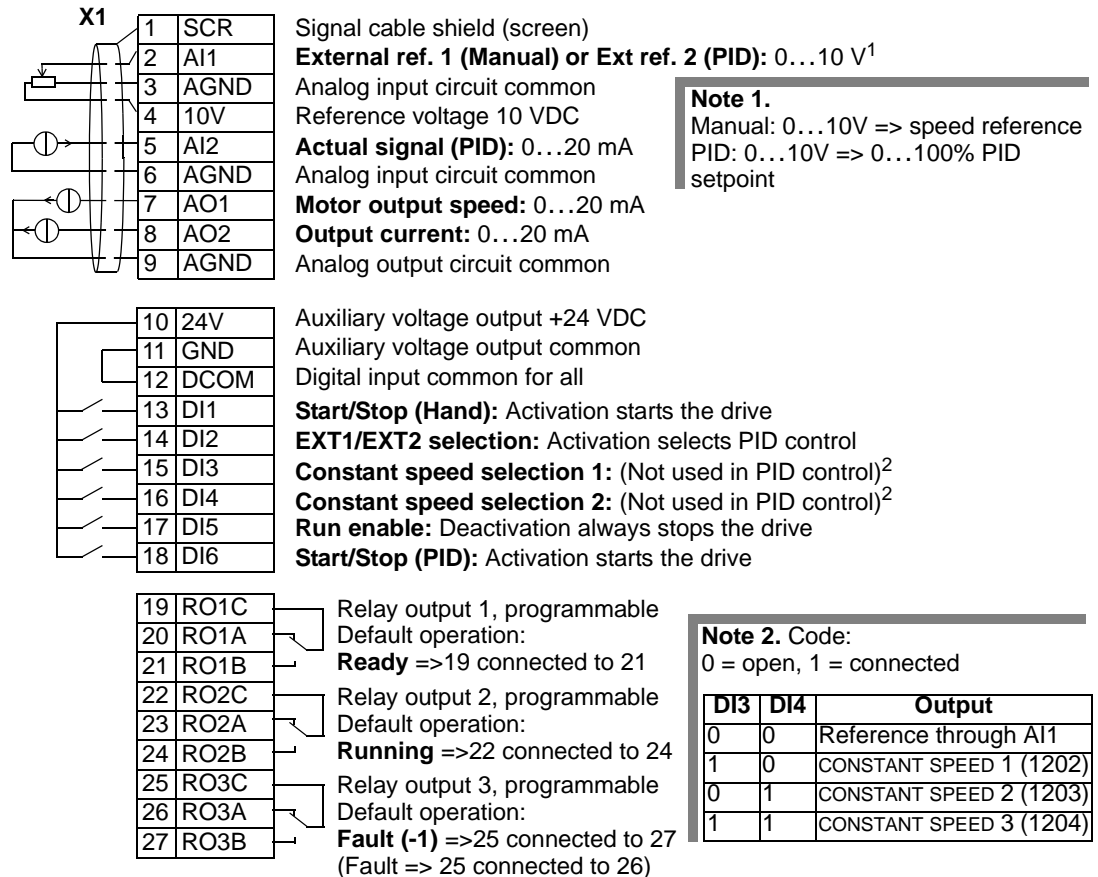 X1
1 SCR Signal cable shield (screen)
2 AI1 External ref. 1 (Manual) or Ext ref. 2 (PID): 0…10 V1
3 AGND Analog input circuit common
4 10V Reference voltage 10 VDC
5 AI2 Actual signal (PID): 0…20 mA
6 AGND Analog input circuit common
7 AO1 Motor output speed: 0…20 mA
8 AO2 Output current: 0…20 mA
9 AGND Analog output circuit common
Note 1.
Manual: 0…10V => speed reference
PID: 0…10V => 0…100% PID
setpoint
10 24V Auxiliary voltage output +24 VDC
11 GND Auxiliary voltage output common
12 DCOM Digital input common for all
13 DI1 Start/Stop (Hand): Activation starts the drive
14 DI2 EXT1/EXT2 selection: Activation selects PID control
15 DI3 Constant speed selection 1: (Not used in PID control)2
16 DI4 Constant speed selection 2: (Not used in PID control)2
17 DI5 Run enable: Deactivation always stops the drive
18 DI6 Start/Stop (PID): Activation starts the drive
19 RO1C Relay output 1, programmable
20 RO1A Default operation:
21 RO1B Ready =>19 connected to 21
22 RO2C Relay output 2, programmable
23 RO2A Default operation:
24 RO2B Running =>22 connected to 24
25 RO3C Relay output 3, programmable
26 RO3A Default operation:
27 RO3B Fault (-1) =>25 connected to 27
(Fault => 25 connected to 26)
Note 2. Code:
0 = open, 1 = connected
DI3 DI4 Output
0 0 Reference through AI1
1 0 CONSTANT SPEED 1 (1202)
0 1 CONSTANT SPEED 2 (1203)
1 1 CONSTANT SPEED 3 (1204)